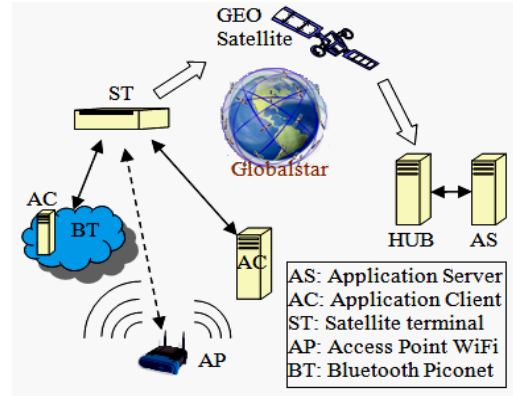 GEO
Satellite
ST
Globalstar
AC
BT
AC
HUB
AS
AP
AS: Application Server
AC: Application Client
ST: Satellite terminal
AP: Access Point WiFi
BT: Bluetooth Piconet